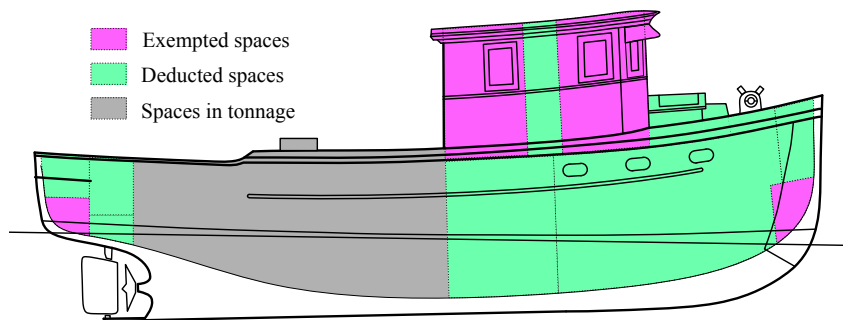 Exempted spaces
Deducted spaces
Spaces in tonnage